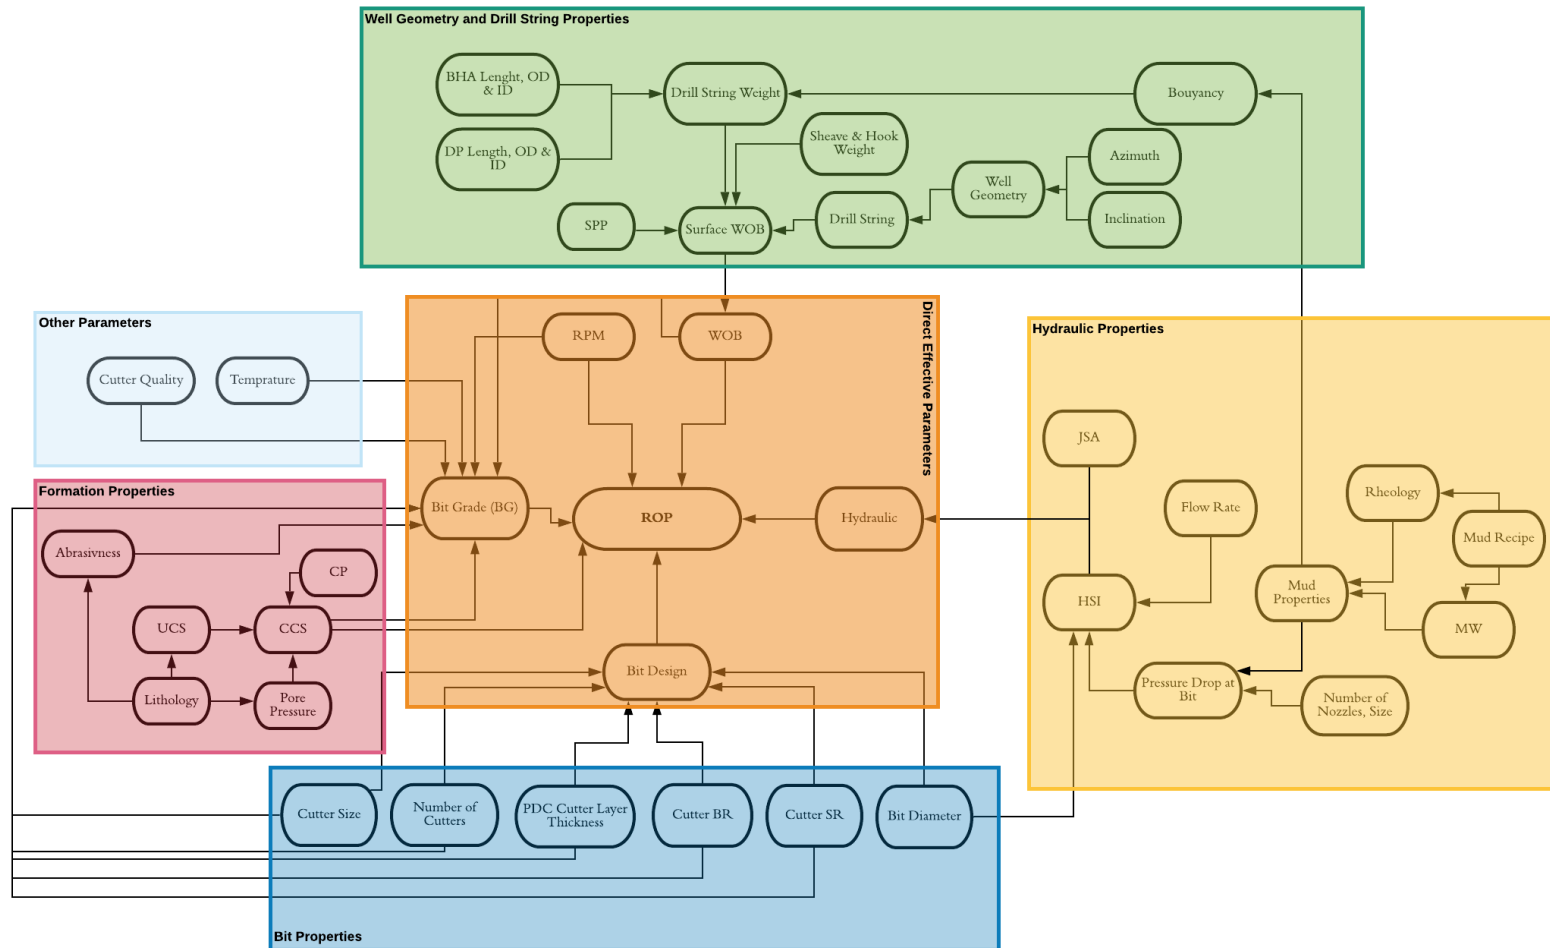 Well Geometry and Drill String Properties
BHA Lenght, OD
& ID
Drill String Weight
Bouyancy
DP Length, OD &
ID
Sheave & Hook
Weight
Azimuth
Well
Geometry
Inclination
SPP
Surface WOB
Drill String
Other Parameters
Cutter Quality
Temprature
Direct Effective Parameters
RPM
WOB
Bit Grade (BG)
ROP
Hydraulic
Bit Design
Hydraulic Properties
JSA
Flow Rate
Rheology
Mud Recipe
HSI
Mud
Properties
MW
Pressure Drop at
Bit
Number of
Nozzles, Size
Formation Properties
Abrasivness
CP
UCS
CCS
Lithology
Pore
Pressure
Cutter Size
Number of
Cutters
PDC Cutter Layer
Thickness
Cutter BR
Cutter SR
Bit Diameter
Bit Properties